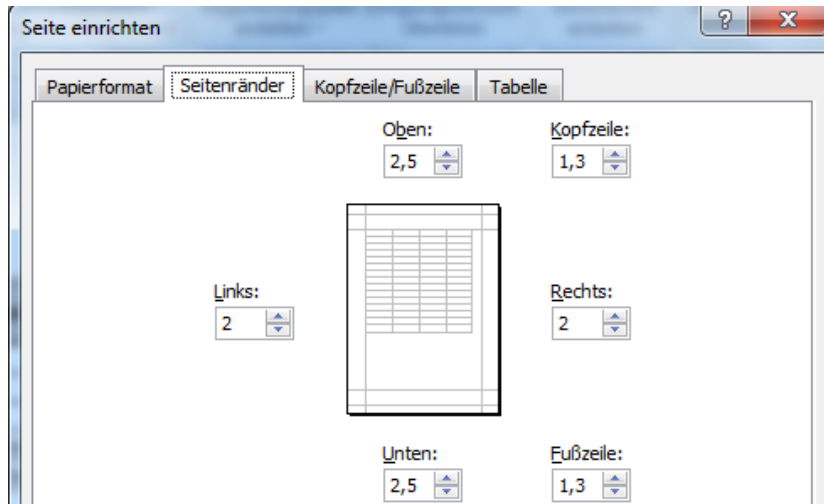 Seite einrichten
Papierformat Seitenränder Kopfzeile/Fußzeile Tabelle
Oben: Kopfzeile:
2,5 1,3
Links: Rechts:
2 2
Unten: Fußzeile:
2,5 1,3